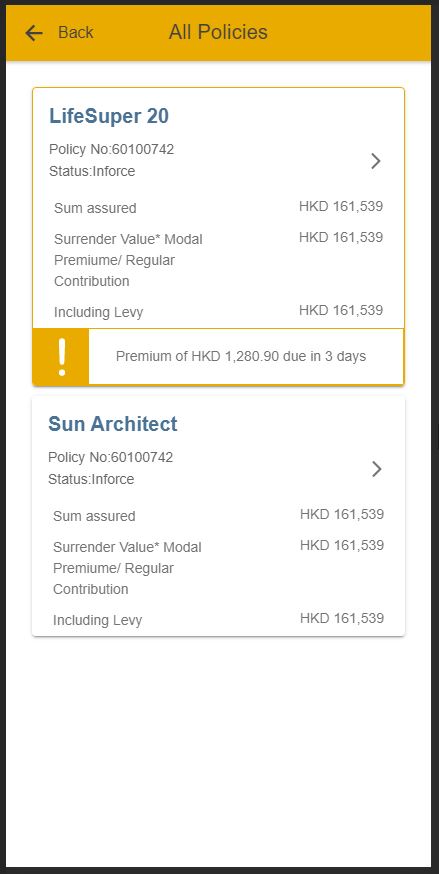 Back All Policies
LifeSuper 20
Policy No:60100742
Status:Inforce
Sum assured HKD 161,539
Surrender Value* Modal HKD 161,539
Premiume/ Regular
Contribution
Including Levy HKD 161,539
Premium of HKD 1,280.90 due in 3 days
Sun Architect
Policy No:60100742
Status:Inforce
Sum assured HKD 161,539
Surrender Value* Modal HKD 161,539
Premiume/ Regular
Contribution
Including Levy HKD 161,539